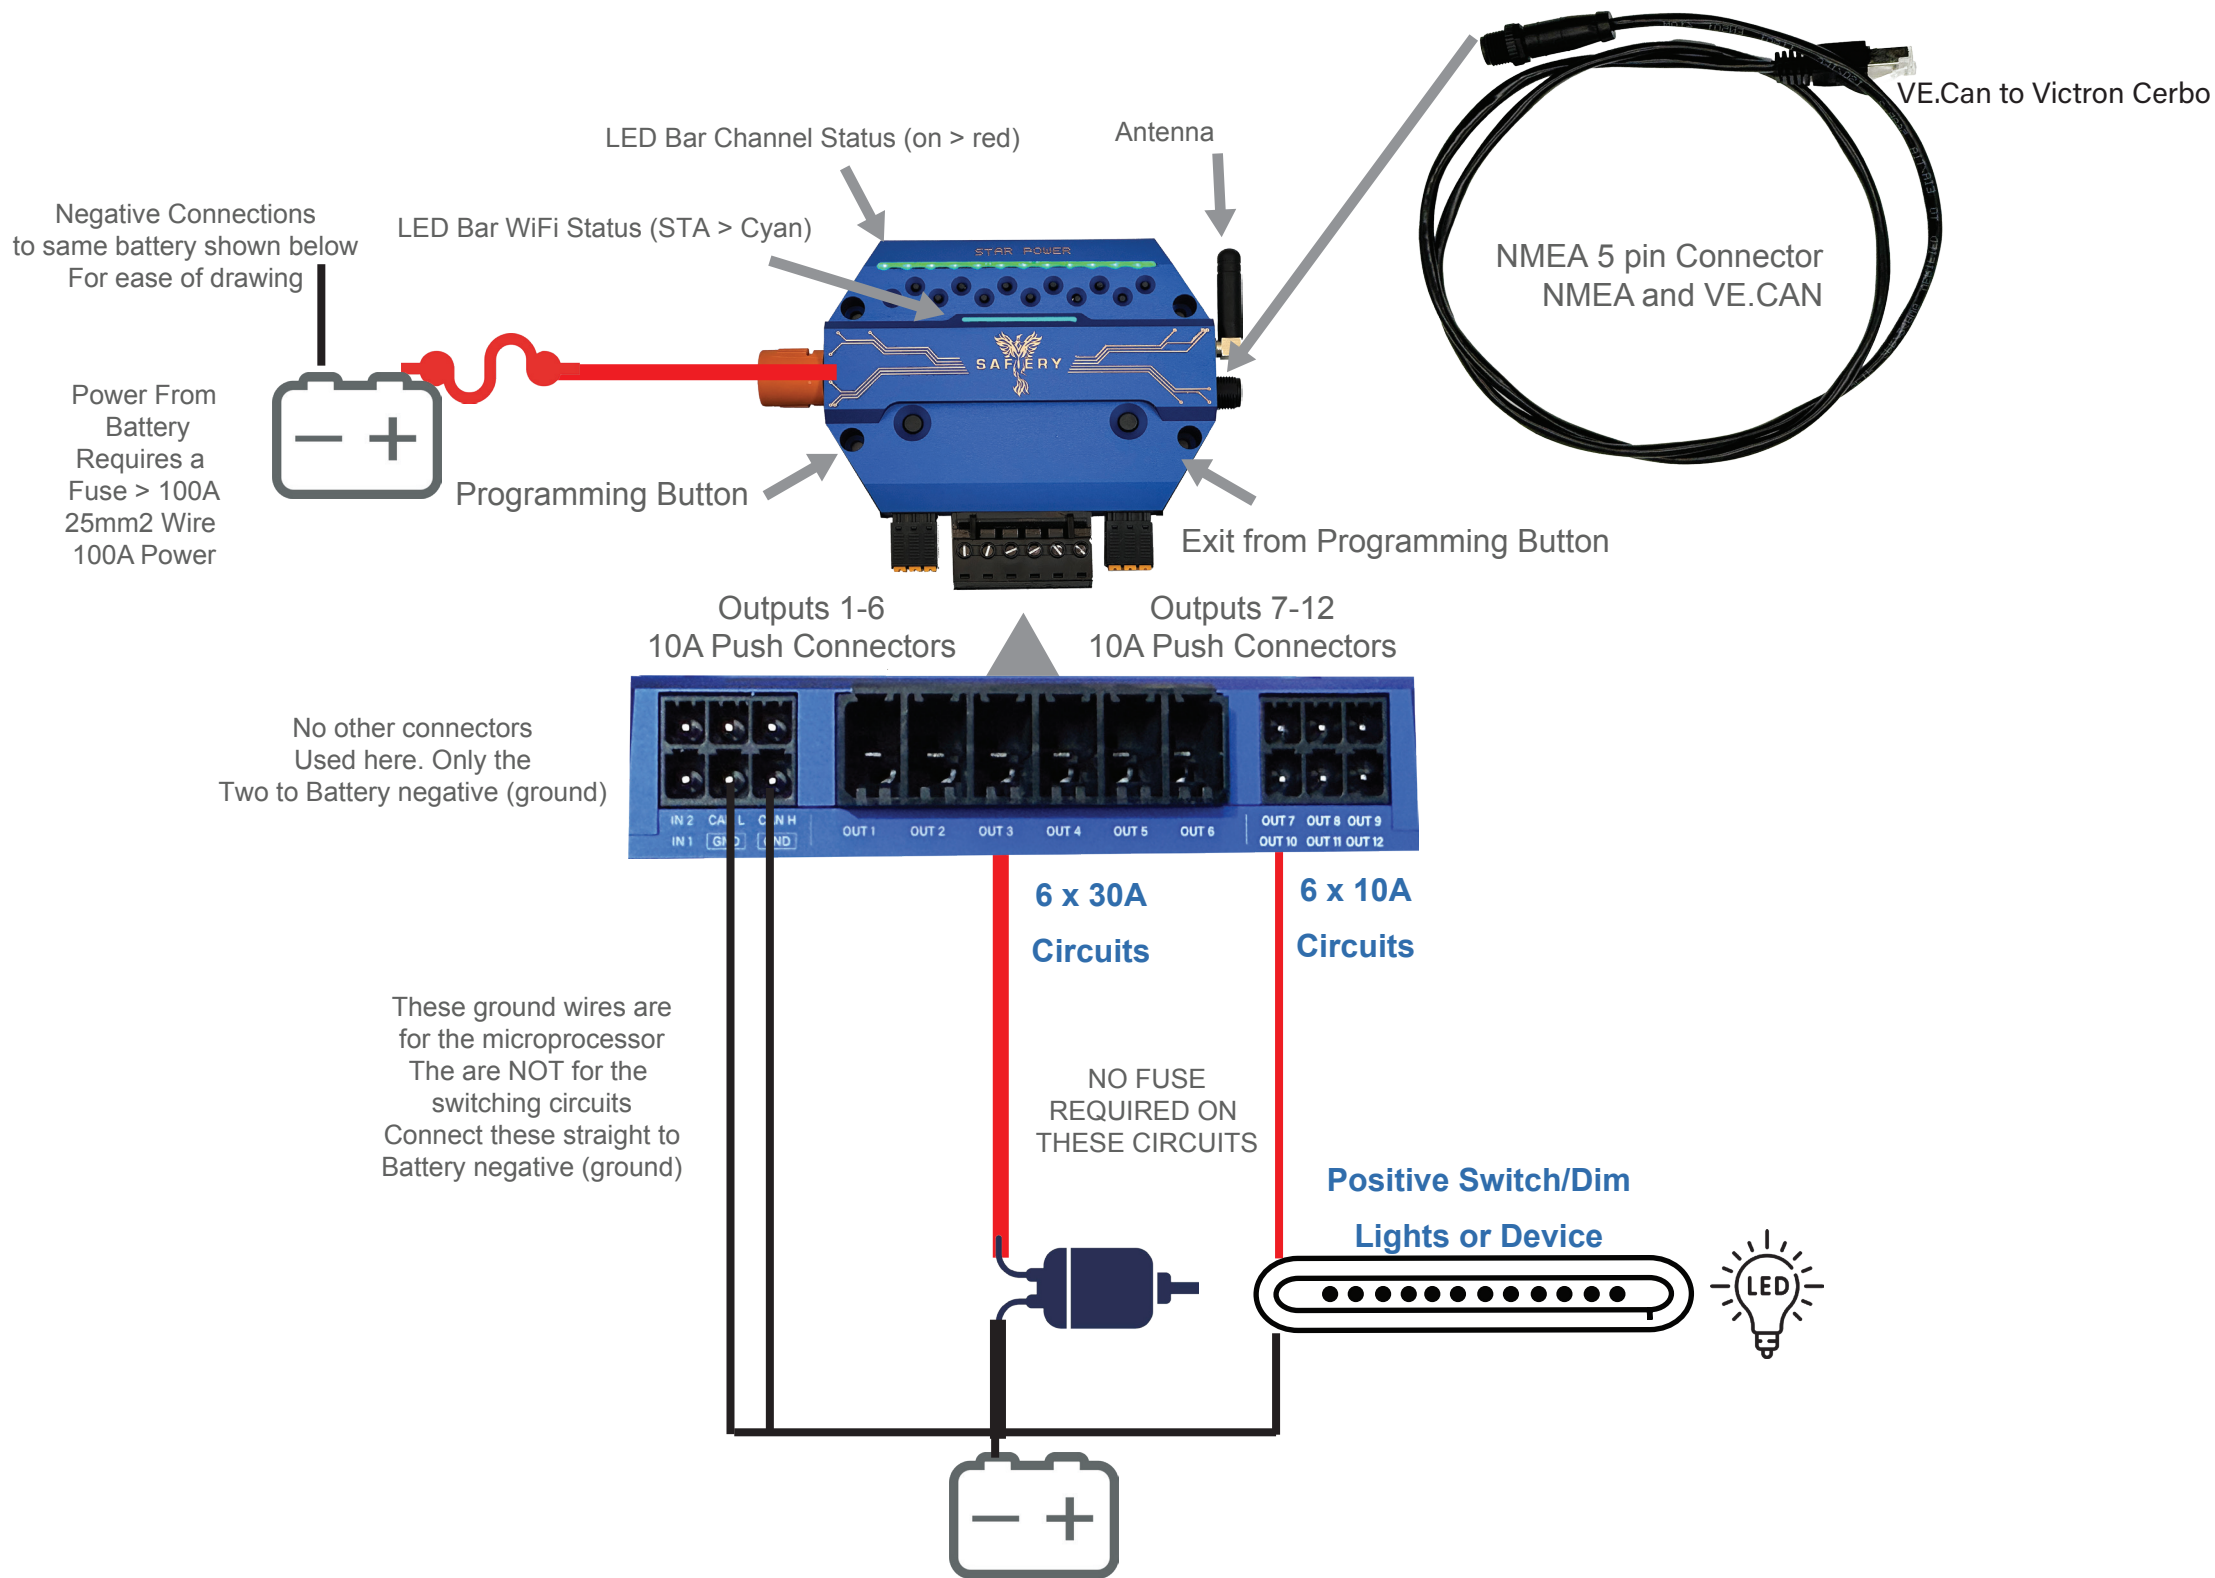 VE.Can to Victron Cerbo
LED Bar Channel Status (on > red)
Antenna
Negative Connections
to same battery shown below
For ease of drawing
LED Bar WiFi Status (STA > Cyan)
STAR POWER
NMEA 5 pin Connector
NMEA and VE.CAN
SAFIERY
Power From
Battery
Requires a
Fuse > 100A
25mm2 Wire
100A Power
Programming Button
Exit from Programming Button
Outputs 1-6
10A Push Connectors
Outputs 7-12
10A Push Connectors
No other connectors
Used here. Only the
Two to Battery negative (ground)
IN 2 CAN L CAN H
IN 1 GND GND
OUT 1 OUT 2 OUT 3 OUT 4 OUT 5 OUT 6
OUT 7 OUT 8 OUT 9
OUT 10 OUT 11 OUT 12
6 x 30A
Circuits
6 x 10A
Circuits
These ground wires are
for the microprocessor
The are NOT for the
switching circuits
Connect these straight to
Battery negative (ground)
NO FUSE
REQUIRED ON
THESE CIRCUITS
Positive Switch/Dim
Lights or Device
LED